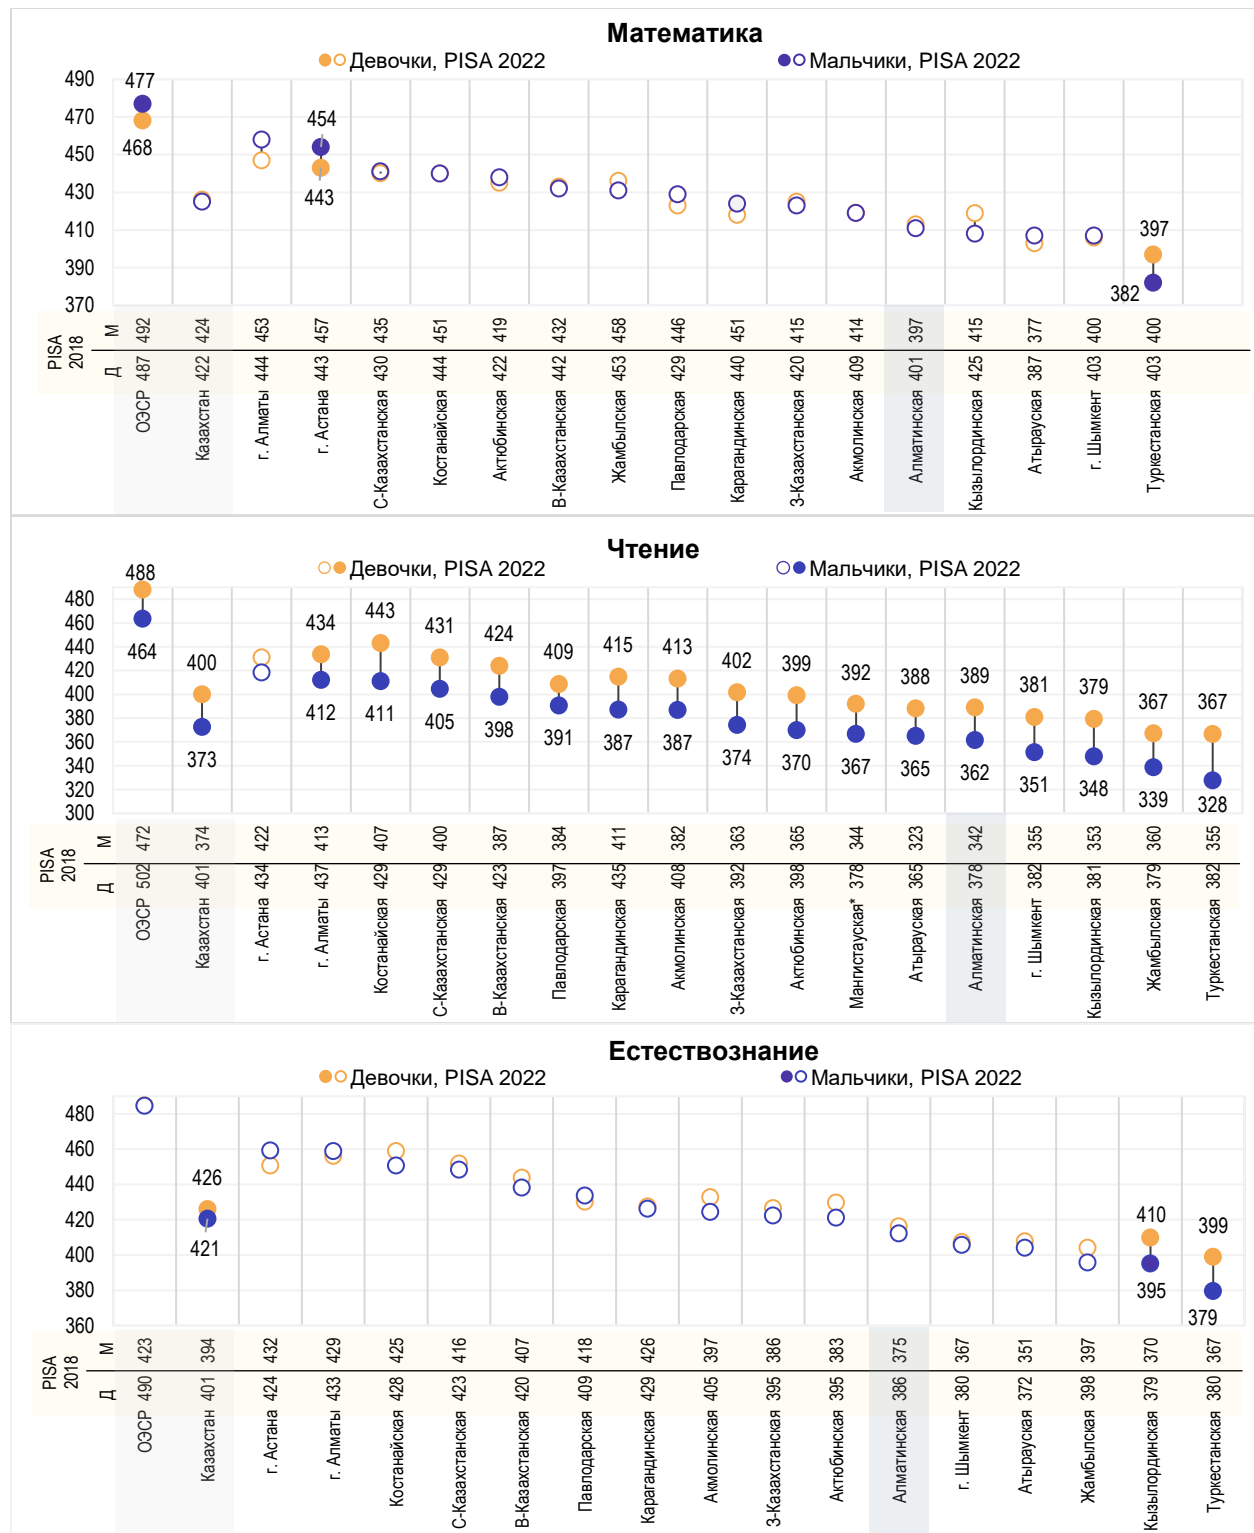 Математика
Девочки, PISA 2022 Мальчики, PISA 2022
490
470
450
430
410
390
370
477
468
454
443
397
382
PISA 2018
М 492 424 453 457 435 451 419 432 458 446 451 415 414 397 415 377 400 400
Д 487 422 444 443 430 444 422 442 453 429 440 420 409 401 425 387 403 403
ОЭСР
Казахстан
г. Алматы
г. Астана
С-Казахстанская
Костанайская
Актюбинская
В-Казахстанская
Жамбылская
Павлодарская
Карагандинская
З-Казахстанская
Акмолинская
Алматинская
Кызылординская
Атырауская
г. Шымкент
Туркестанская
Чтение
Девочки, PISA 2022 Мальчики, PISA 2022
480
460
440
420
400
380
360
340
320
300
488 400 434 443 431 424 409 415 413 402 399 392 388 389 381 379 367 367
464 373 412 411 405 398 391 387 387 374 370 367 365 362 351 348 339 328
PISA 2018
М 472 374 422 413 407 400 387 384 411 382 363 365 344 323 342 355 353 360 355
Д 502 401 434 437 429 429 423 397 435 408 392 398 378 365 378 382 381 379 382
ОЭСР
Казахстан
г. Астана
г. Алматы
Костанайская
С-Казахстанская
В-Казахстанская
Павлодарская
Карагандинская
Акмолинская
З-Казахстанская
Актюбинская
Мангистауская*
Атырауская
Алматинская
г. Шымкент
Кызылординская
Жамбылская
Туркестанская
Естествознание
Девочки, PISA 2022 Мальчики, PISA 2022
480
460
440
420
400
380
360
426
421
410
395
399
379
PISA 2018
М 423 394 432 429 425 416 407 418 426 397 386 383 375 367 351 397 370 367
Д 490 401 424 433 428 423 420 409 429 405 395 395 386 380 372 398 379 380
ОЭСР
Казахстан
г. Астана
г. Алматы
Костанайская
С-Казахстанская
В-Казахстанская
Павлодарская
Карагандинская
Акмолинская
З-Казахстанская
Актюбинская
Алматинская
г. Шымкент
Атырауская
Жамбылская
Кызылординская
Туркестанская